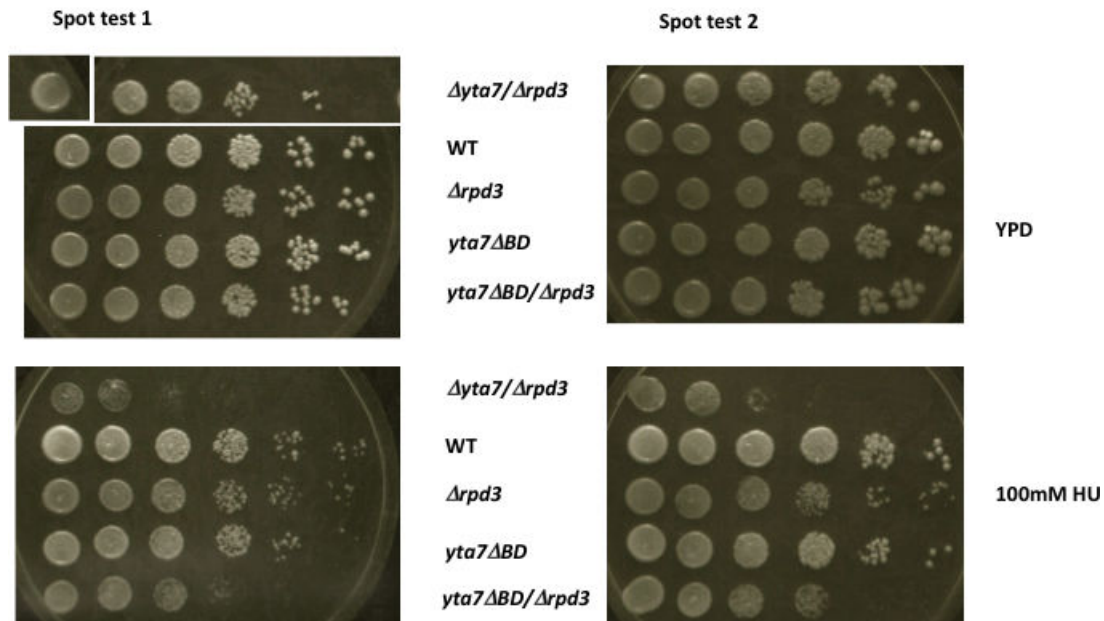 Spot test 1
Spot test 2
Δyta7/Δrpd3
WT
Δrpd3
yta7ΔBD
yta7ΔBD/Δrpd3
YPD
Δyta7/Δrpd3
WT
Δrpd3
yta7ΔBD
yta7ΔBD/Δrpd3
100mM HU